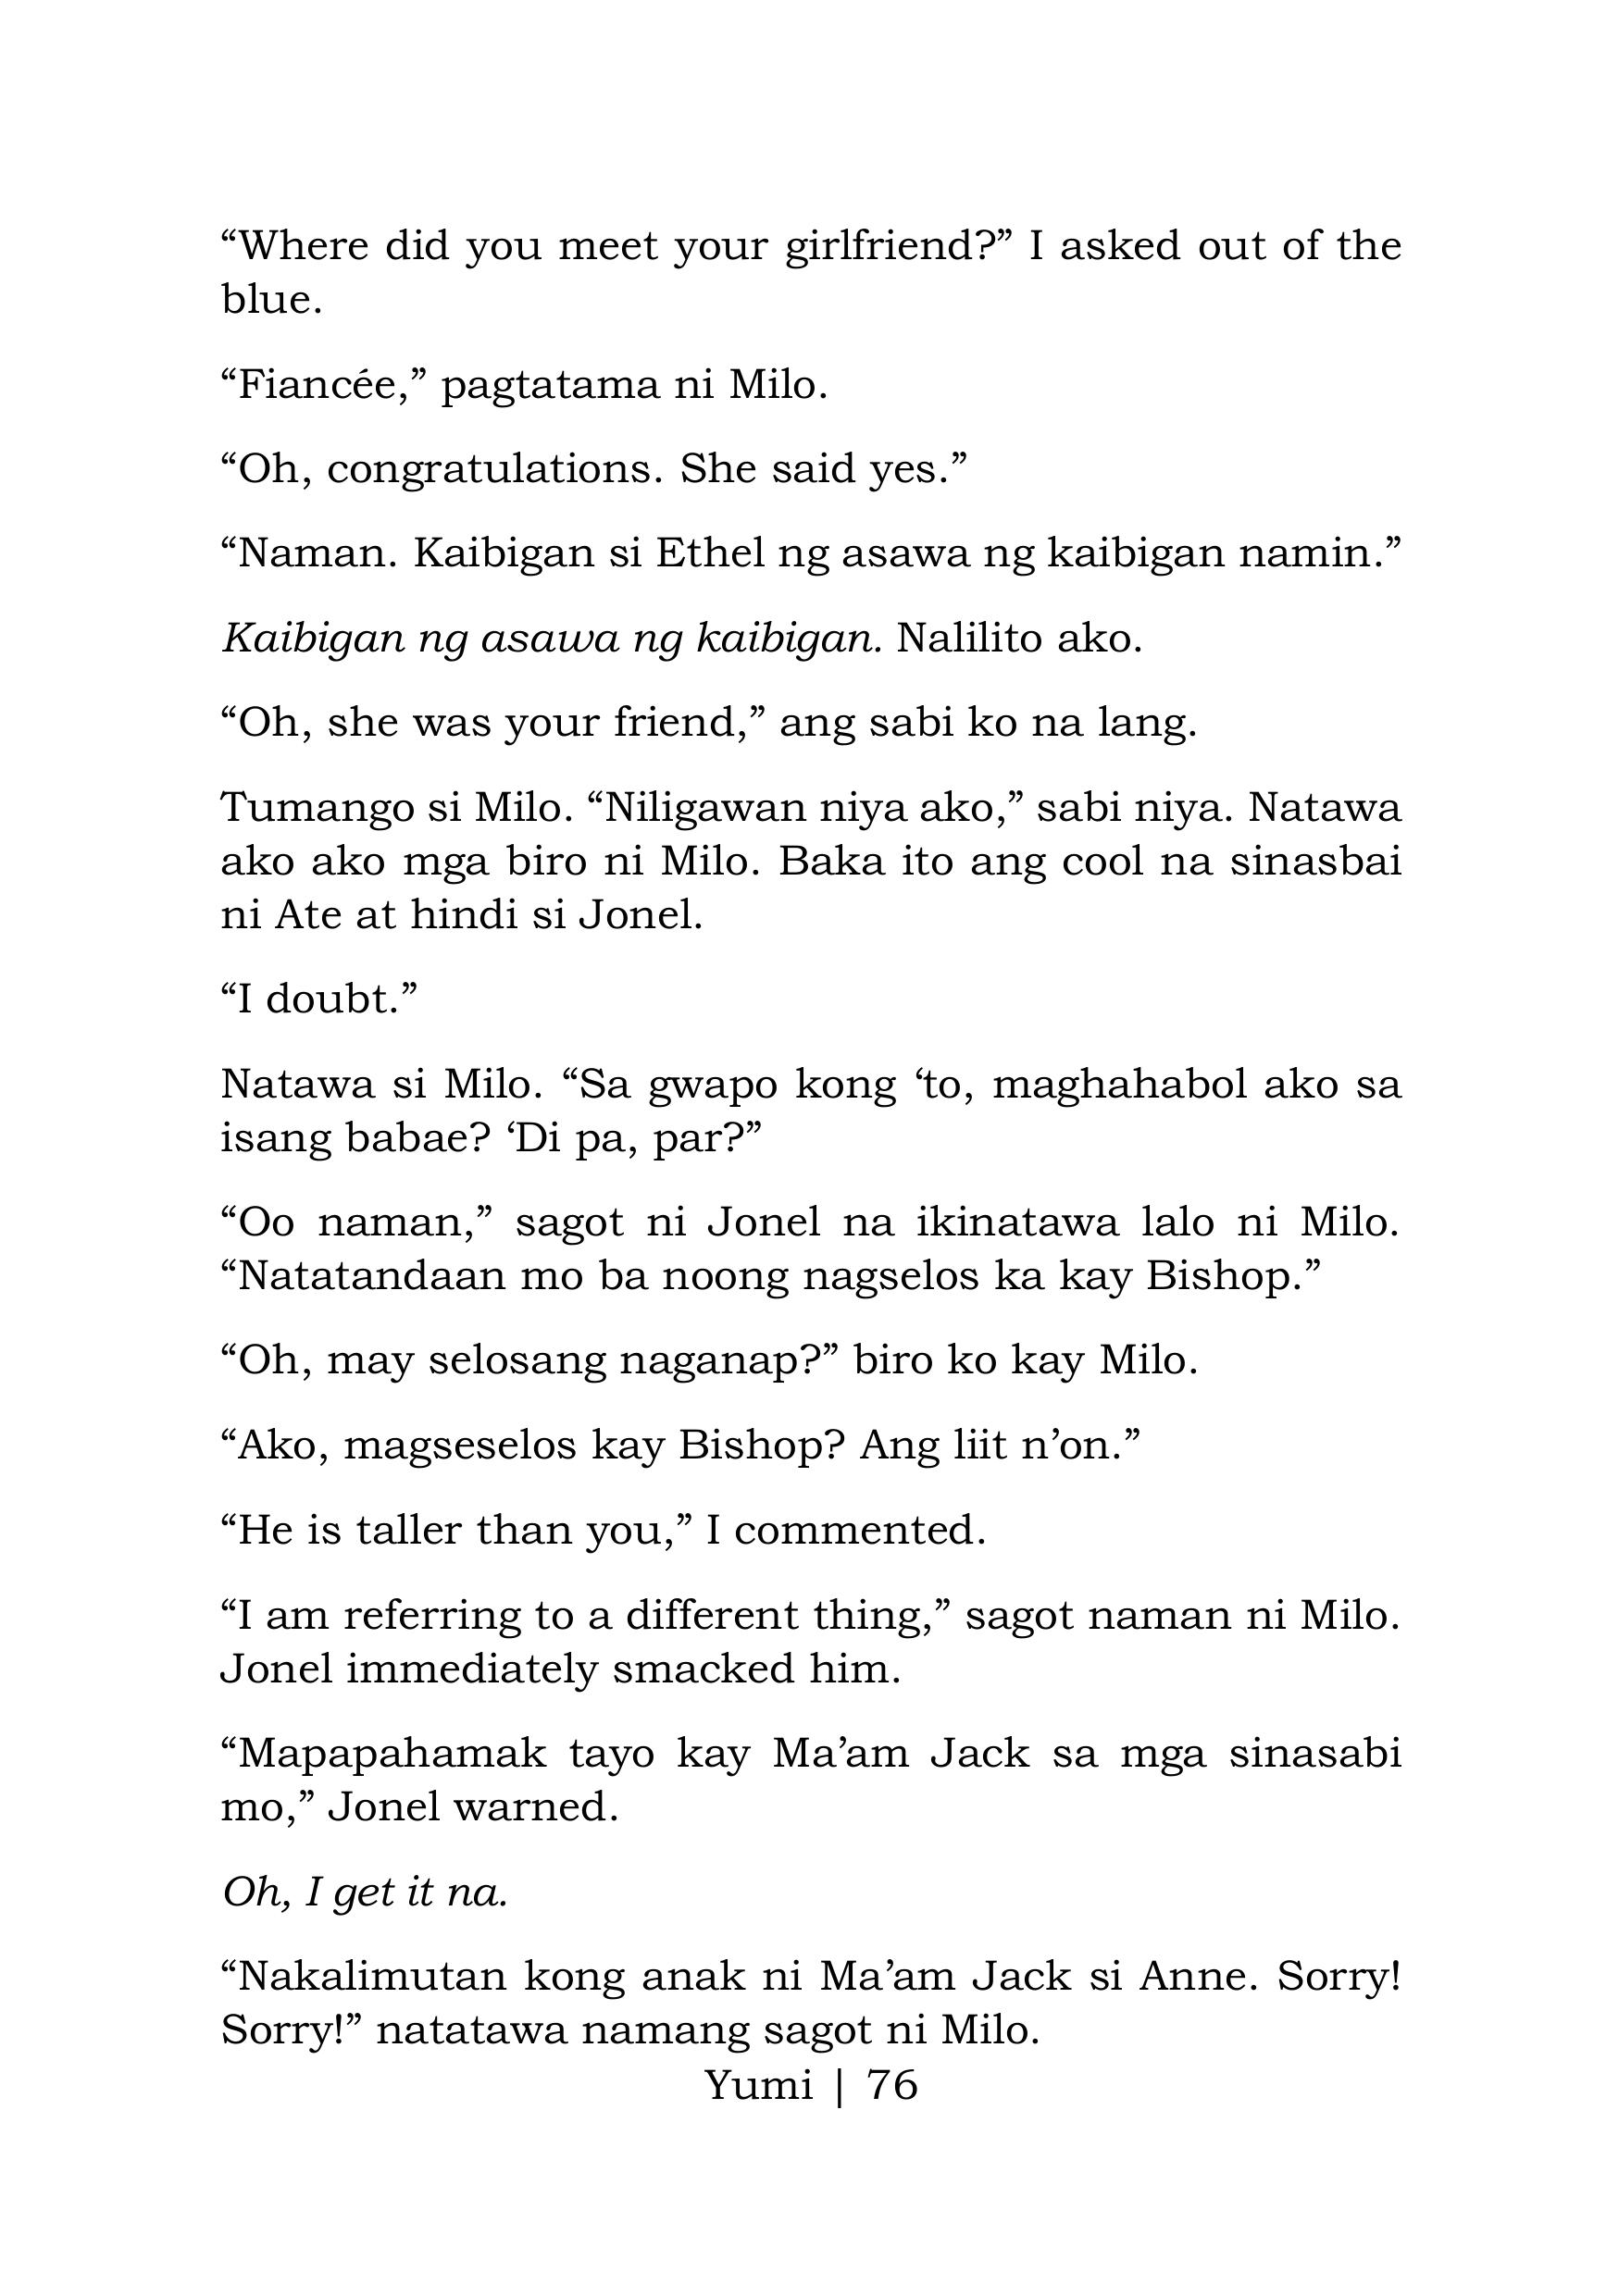 “Where did you meet your girlfriend?” I asked out of the
blue.
“Fiancée,” pagtatama ni Milo.
“Oh, congratulations. She said yes.”
“Naman. Kaibigan si Ethel ng asawa ng kaibigan namin.”
Kaibigan ng asawa ng kaibigan. Nalilito ako.
“Oh, she was your friend,” ang sabi ko na lang.
Tumango si Milo. “Niligawan niya ako,” sabi niya. Natawa
ako ako mga biro ni Milo. Baka ito ang cool na sinasbai
ni Ate at hindi si Jonel.
“I doubt.”
Natawa si Milo. “Sa gwapo kong ‘to, maghahabol ako sa
isang babae? ‘Di pa, par?”
“Oo naman,” sagot ni Jonel na ikinatawa lalo ni Milo.
“Natatandaan mo ba noong nagselos ka kay Bishop.”
“Oh, may selosang naganap?” biro ko kay Milo.
“Ako, magseselos kay Bishop? Ang liit n’on.”
“He is taller than you,” I commented.
“I am referring to a different thing,” sagot naman ni Milo.
Jonel immediately smacked him.
“Mapapahamak tayo kay Ma’am Jack sa mga sinasabi
mo,” Jonel warned.
Oh, I get it na.
“Nakalimutan kong anak ni Ma’am Jack si Anne. Sorry!
Sorry!” natatawa namang sagot ni Milo.
Yumi | 76